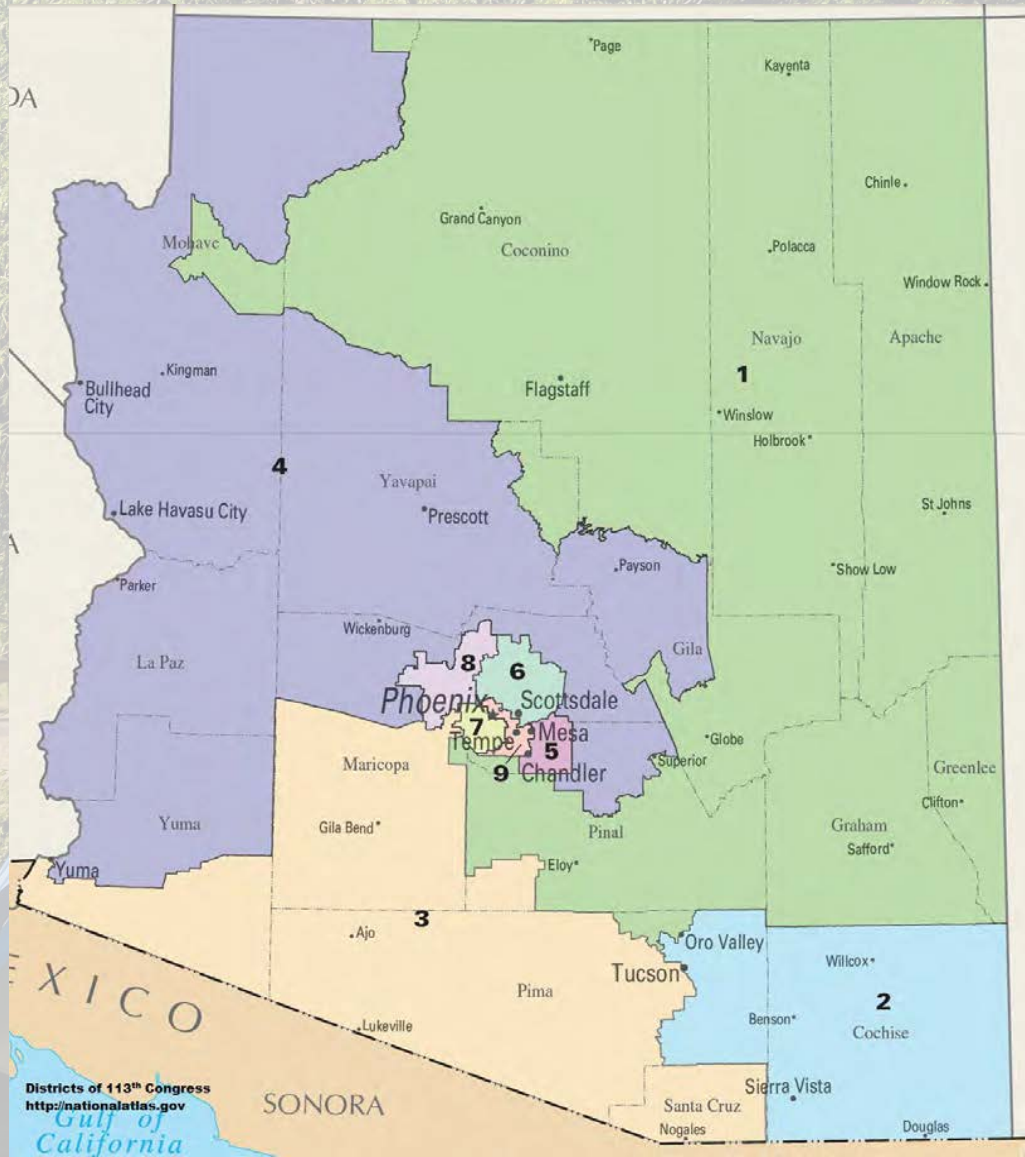 Page
Kayenta
DA
Chinle
Grand Canyon
Mohave
Coconino
Polacca
Window Rock
Navajo
Apache
Kingman
1
Bullhead
City
Flagstaff
Winslow
Holbrook
4
Yavapai
Lake Havasu City
Prescott
St Johns
A
Payson
Show Low
Parker
Wickenburg
La Paz
Gila
8
6
Phoenix
Scottsdale
7
Mesa
Tempe
5
Globe
Superior
Maricopa
9
Chandler
Greenlee
Clifton
Yuma
Gila Bend
Pinal
Graham
Safford
Eloy
Yuma
3
Ajo
Oro Valley
Willcox
Tucson
EXICO
Pima
2
Benson
Cochise
Lukeville
Districts of 113th Congress
http://nationalatlas.gov
Sierra Vista
SONORA
Santa Cruz
Gulf of
California
Nogales
Douglas